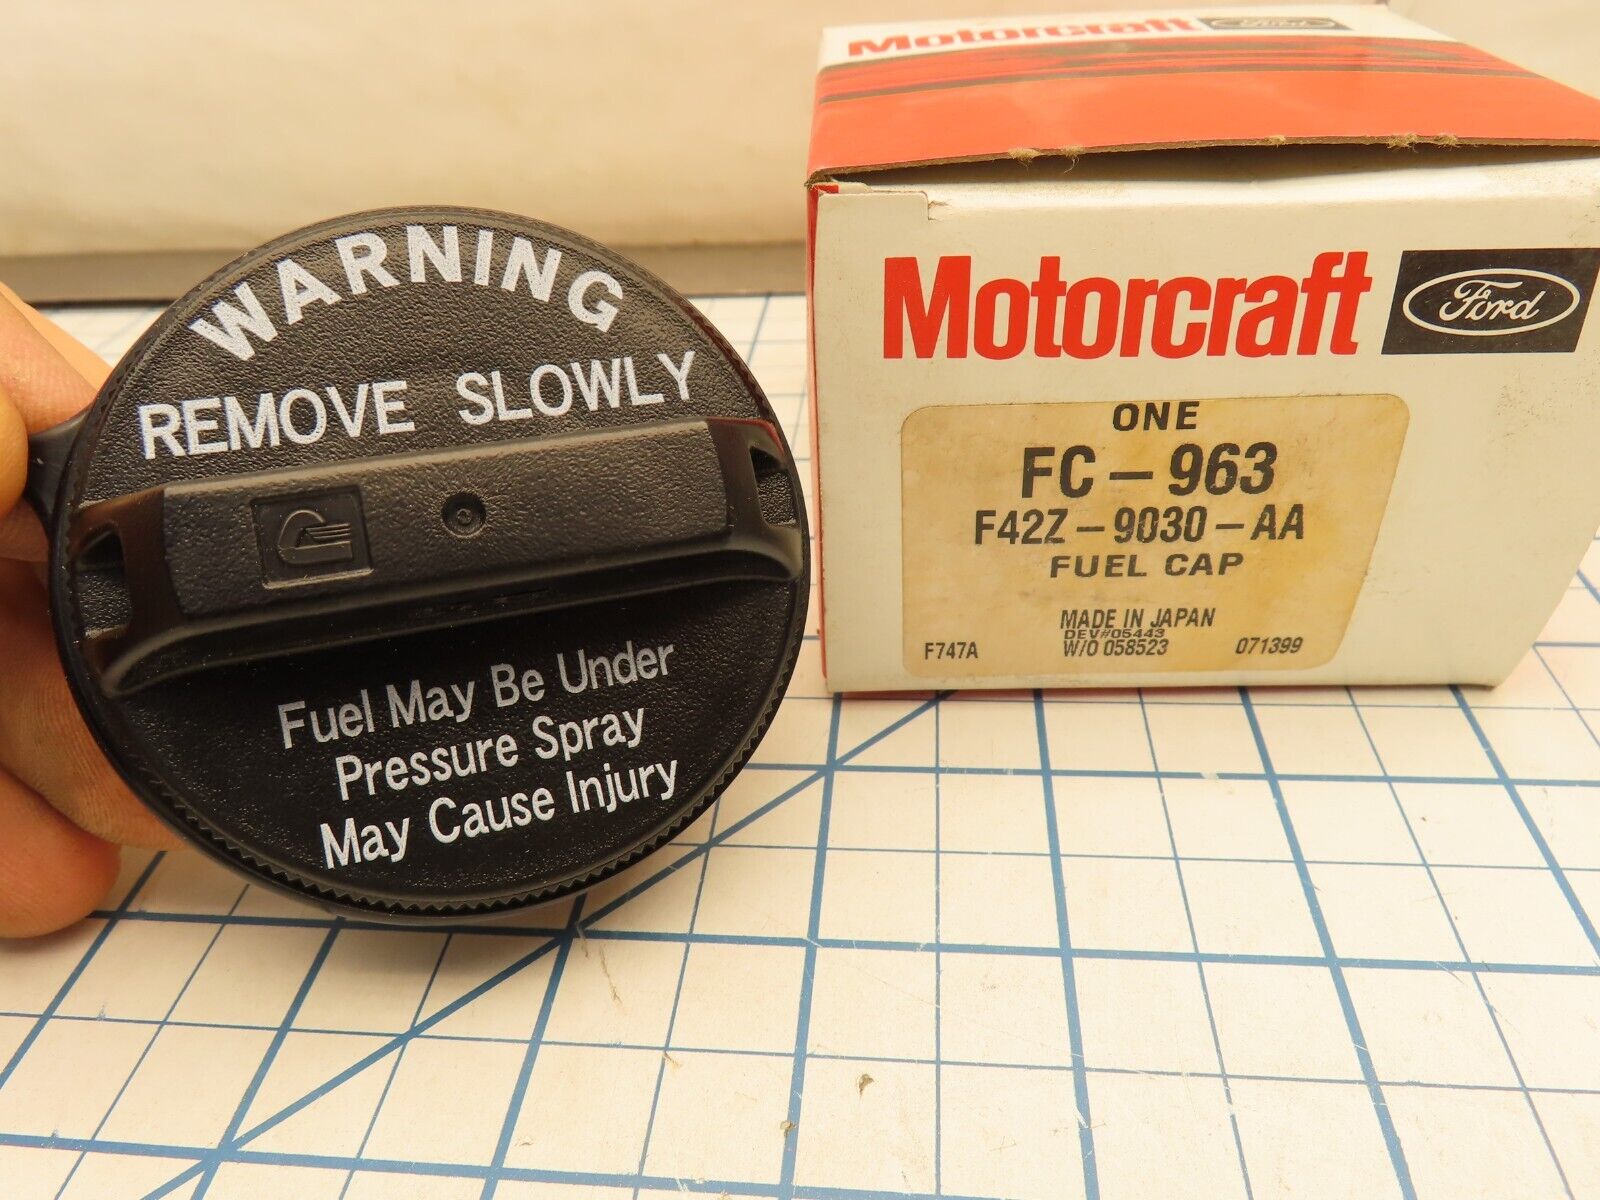 WARNING
REMOVE SLOWLY
Fuel May Be Under
Pressure Spray
May Cause Injury
Motorcraft Ford
Motorcraft Ford
ONE
FC-963
F42Z-9030-AA
FUEL CAP
MADE IN JAPAN
DEV#05443
F747A W/O 058523 071399